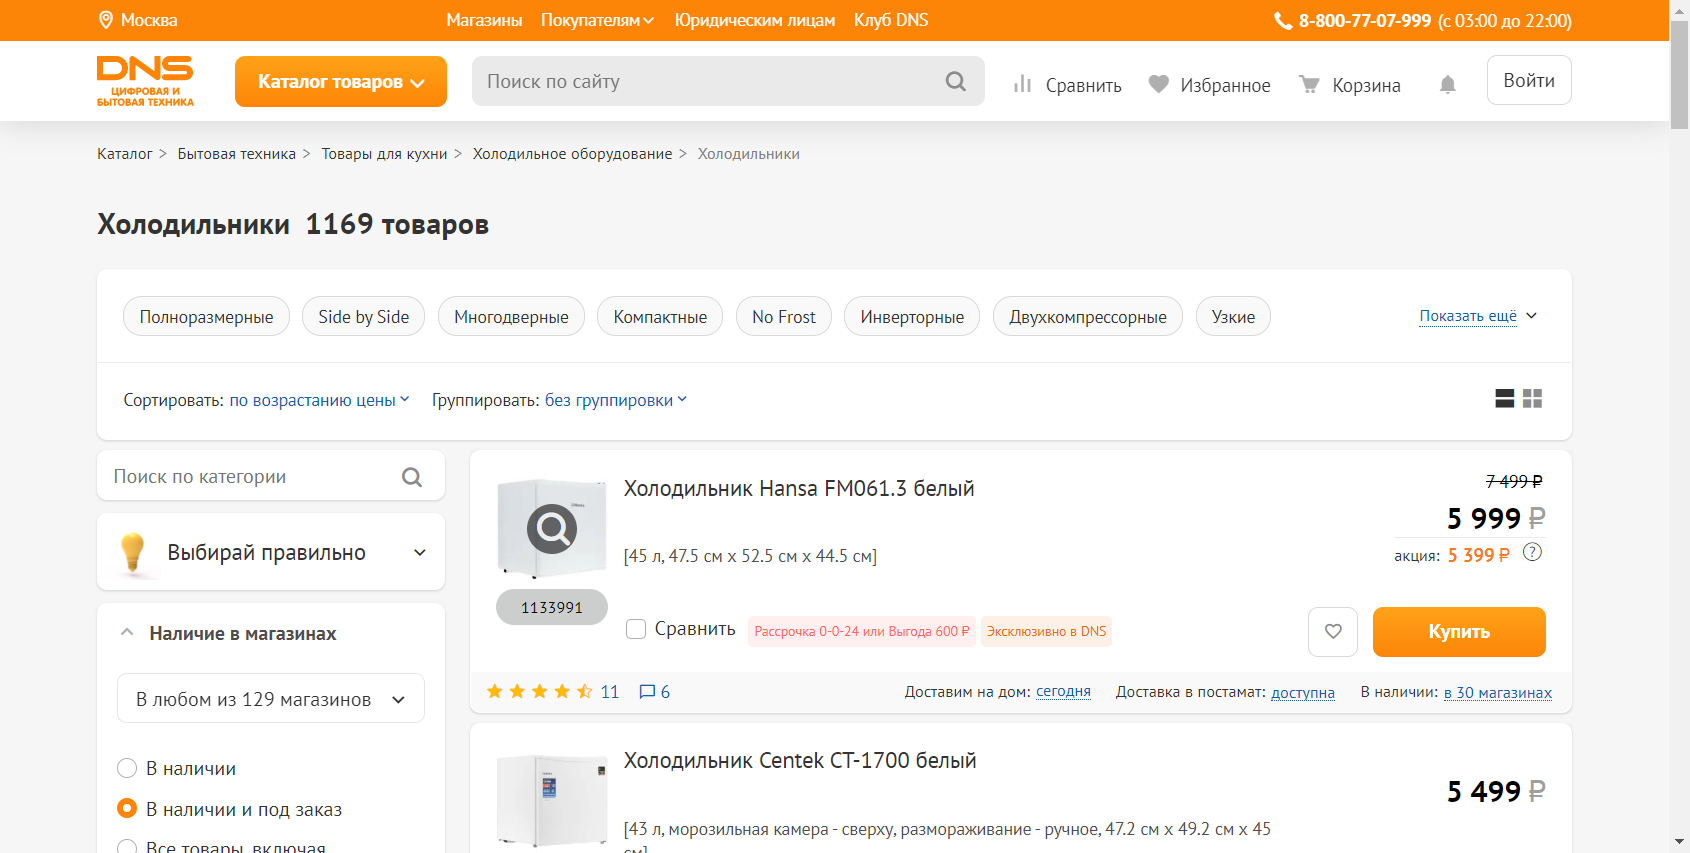 Москва
Магазины Покупателям Юридическим лицам Клуб DNS
8-800-77-07-999 (с 03:00 до 22:00)
DNS
ЦИФРОВАЯ И
БЫТОВАЯ ТЕХНИКА
Каталог товаров
Поиск по сайту
Сравнить
Избранное
Корзина
Войти
Каталог > Бытовая техника > Товары для кухни > Холодильное оборудование > Холодильники
Холодильники 1169 товаров
Полноразмерные Side by Side Многодверные Компактные No Frost Инверторные Двухкомпрессорные Узкие
Показать ещё
Сортировать: по возрастанию цены Группировать: без группировки
Поиск по категории
Выбирай правильно
Наличие в магазинах
В любом из 129 магазинов
В наличии
В наличии и под заказ
Все товары, включая
Холодильник Hansa FM061.3 белый
[45 л, 47.5 см x 52.5 см x 44.5 см]
1133991
7 499 ₽
5 999 ₽
акция: 5 399 ₽ ?
Сравнить
Рассрочка 0-0-24 или Выгода 600 ₽
Эксклюзивно в DNS
Купить
11
6
Доставим на дом: сегодня
Доставка в постамат: доступна
В наличии: в 30 магазинах
Холодильник Centek CT-1700 белый
5 499 ₽
[43 л, морозильная камера - сверху, размораживание - ручное, 47.2 см x 49.2 см x 45
см]